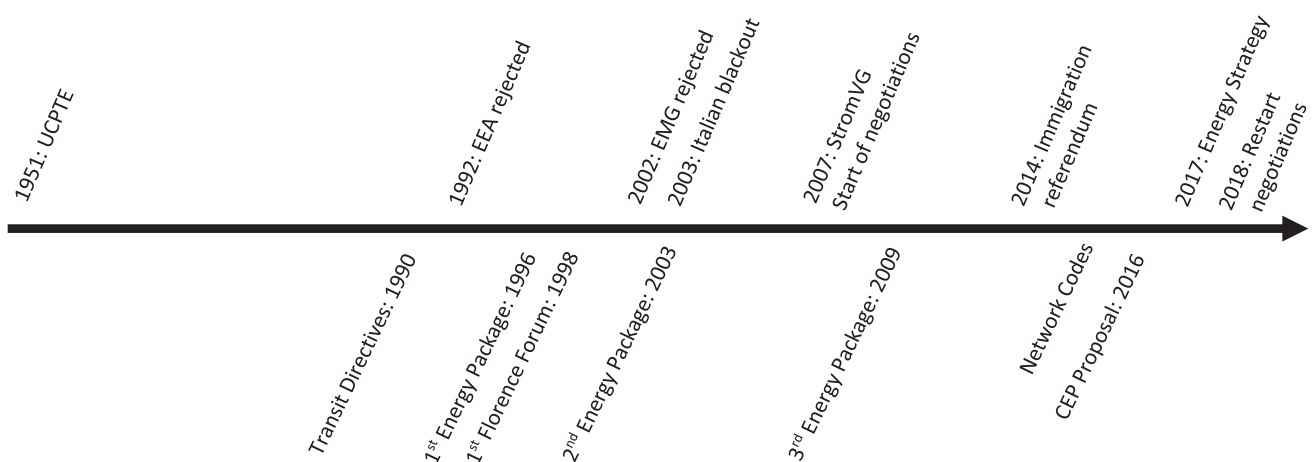 1951: UCPTE
1992: EEA rejected
2002: EMG rejected
2003: Italian blackout
2007: StromVG
Start of negotiations
2014: Immigration
referendum
2017: Energy Strategy
2018: Restart
negotiations
Transit Directives: 1990
1st Energy Package: 1996
1st Florence Forum: 1998
2nd Energy Package: 2003
3rd Energy Package: 2009
Network Codes
CEP Proposal: 2016